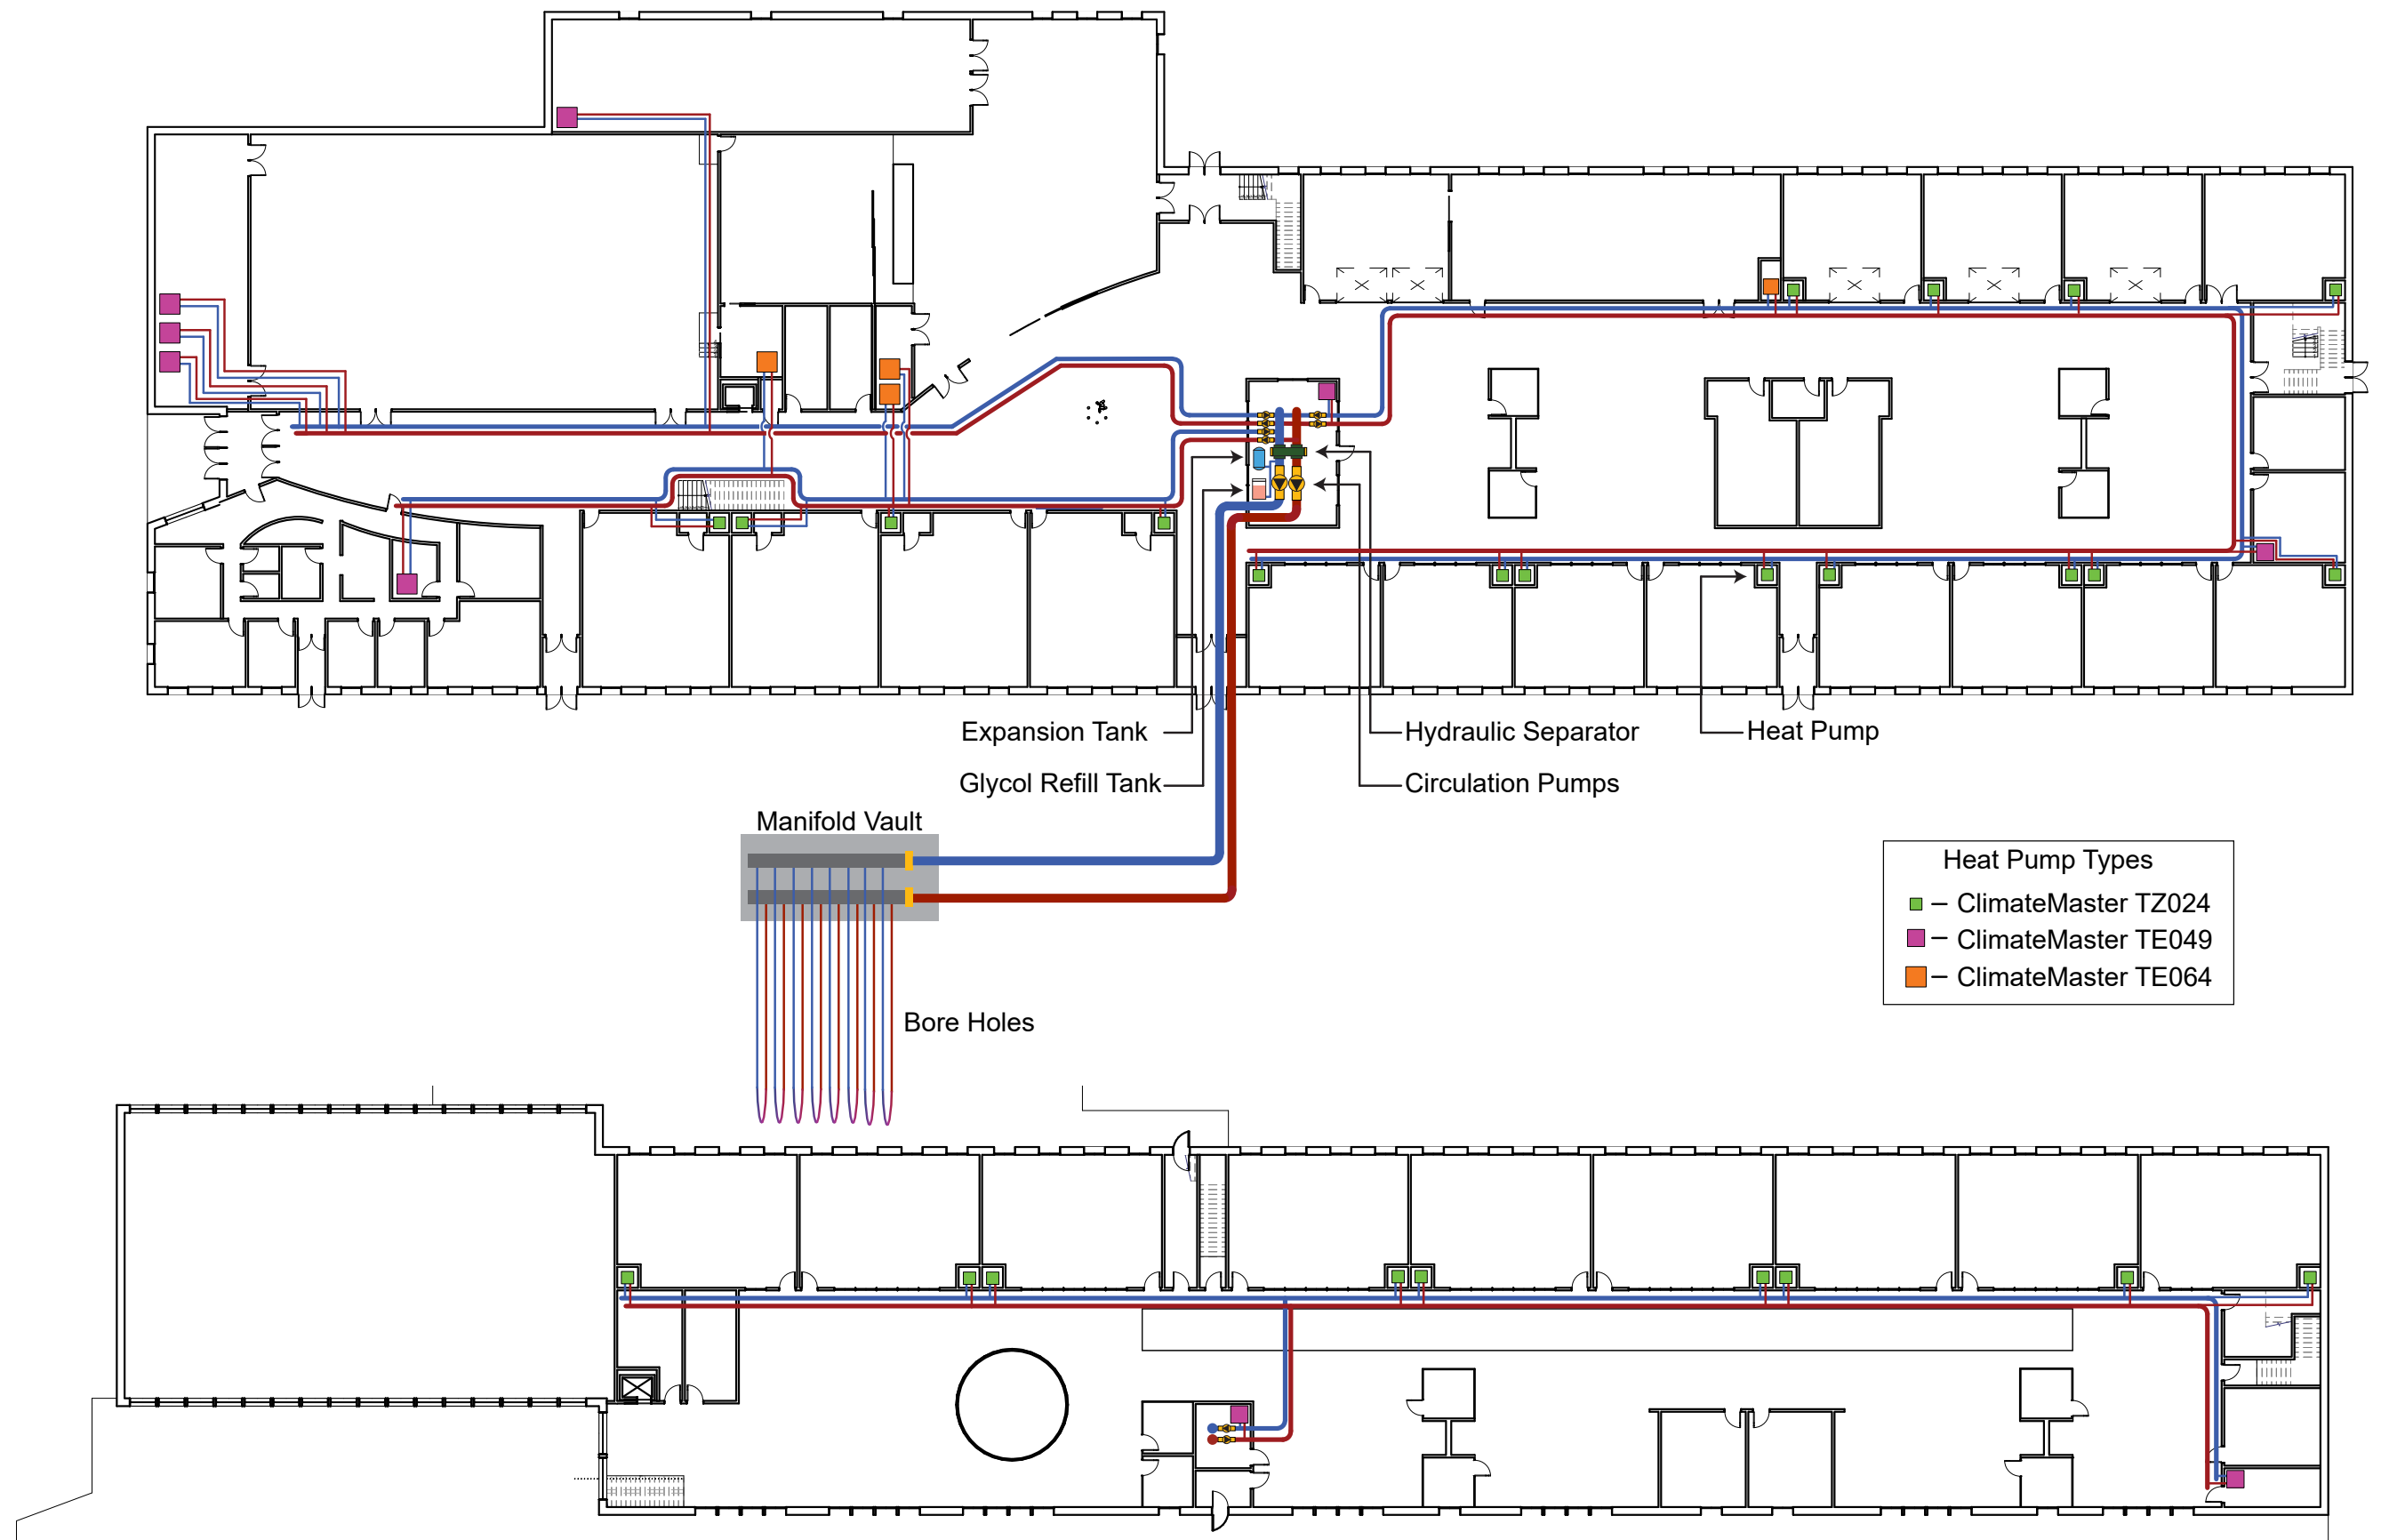 Expansion Tank
Hydraulic Separator
Heat Pump
Glycol Refill Tank
Circulation Pumps
Manifold Vault
Bore Holes
Heat Pump Types
– ClimateMaster TZ024
– ClimateMaster TE049
– ClimateMaster TE064